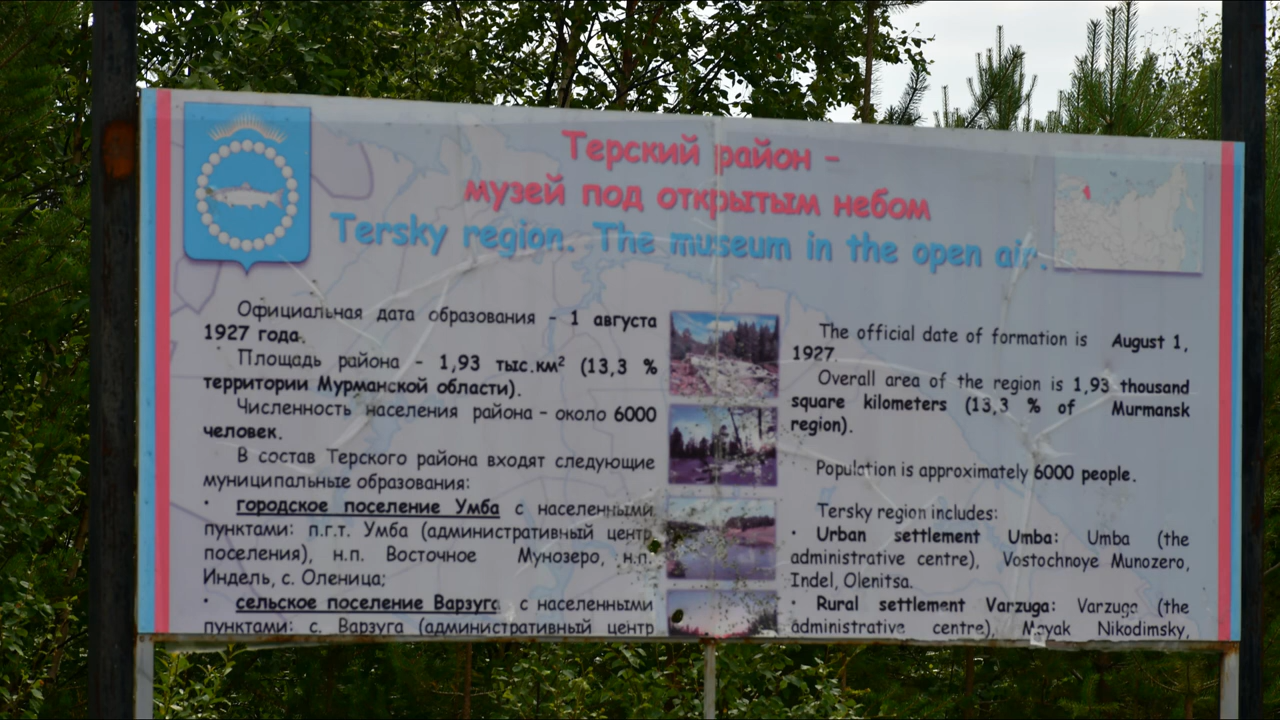 Терский район -
музей под открытым небом
Tersky region. The museum in the open air.
Официальная дата образования - 1 августа
1927 года.
Площадь района - 1,93 тыс.км² (13,3 %
территории Мурманской области).
Численность населения района - около 6000
человек.
В состав Терского района входят следующие
муниципальные образования:
· городское поселение Умба с населенными
пунктами: п.г.т. Умба (административный центр
поселения), н.п. Восточное Мунозеро, н.п.
Индель, с. Оленица;
· сельское поселение Варзуга с населенными
пунктами: с. Варзуга (административный центр
The official date of formation is August 1,
1927.
Overall area of the region is 1,93 thousand
square kilometers (13,3 % of Murmansk
region).
Population is approximately 6000 people.
Tersky region includes:
· Urban settlement Umba: Umba (the
administrative centre), Vostochnoye Munozero,
Indel, Olenitsa.
· Rural settlement Varzuga: Varzuga (the
administrative centre), Mayak Nikodimsky,